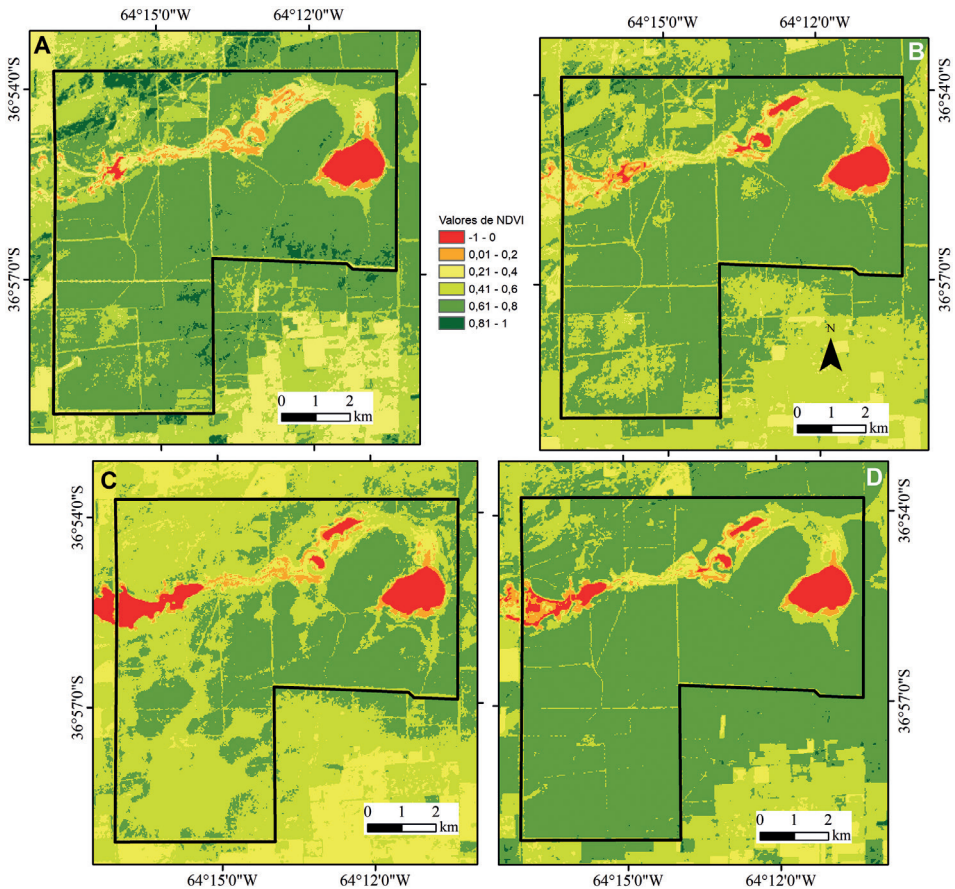 64°15'0"W 64°12'0"W
64°15'0"W 64°12'0"W
A
B
36°54'0"S
36°54'0"S
Valores de NDVI
-1 - 0
0,01 - 0,2
0,21 - 0,4
0,41 - 0,6
0,61 - 0,8
0,81 - 1
36°57'0"S
36°57'0"S
N
0 1 2
km
0 1 2
km
C
D
36°54'0"S
36°54'0"S
36°57'0"S
36°57'0"S
0 1 2
km
0 1 2
km
64°15'0"W 64°12'0"W
64°15'0"W 64°12'0"W